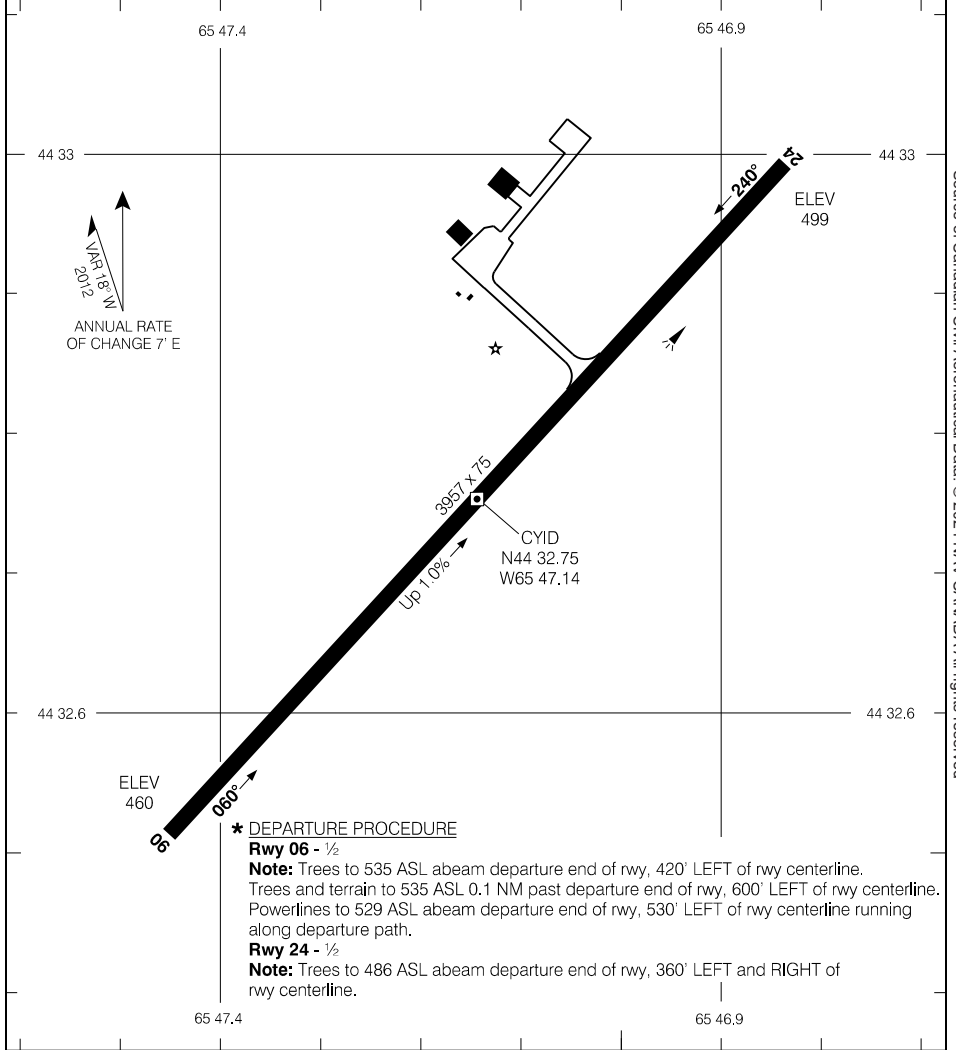 65 47.4
65 46.9
44 33
44 33
24
240°
ELEV
499
VAR 18° W
2012
ANNUAL RATE
OF CHANGE 7' E
3957 x 75
CYID
N44 32.75
W65 47.14
Up 1.0%
44 32.6
44 32.6
ELEV
460
060°
06
* DEPARTURE PROCEDURE
Rwy 06 - ½
Note: Trees to 535 ASL abeam departure end of rwy, 420' LEFT of rwy centerline.
Trees and terrain to 535 ASL 0.1 NM past departure end of rwy, 600' LEFT of rwy centerline.
Powerlines to 529 ASL abeam departure end of rwy, 530' LEFT of rwy centerline running
along departure path.
Rwy 24 - ½
Note: Trees to 486 ASL abeam departure end of rwy, 360' LEFT and RIGHT of
rwy centerline.
65 47.4
65 46.9